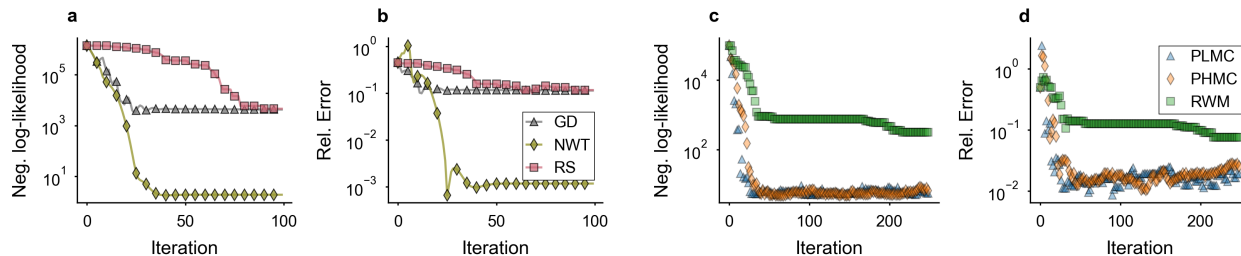 a
Neg. log-likelihood
10^5
10^3
10^1
0
50
100
Iteration
b
Rel. Error
10^0
10^−1
10^−2
10^−3
0
50
100
Iteration
GD
NWT
RS
c
Neg. log-likelihood
10^4
10^2
0
100
200
Iteration
d
Rel. Error
10^0
10^−1
10^−2
0
100
200
Iteration
PLMC
PHMC
RWM